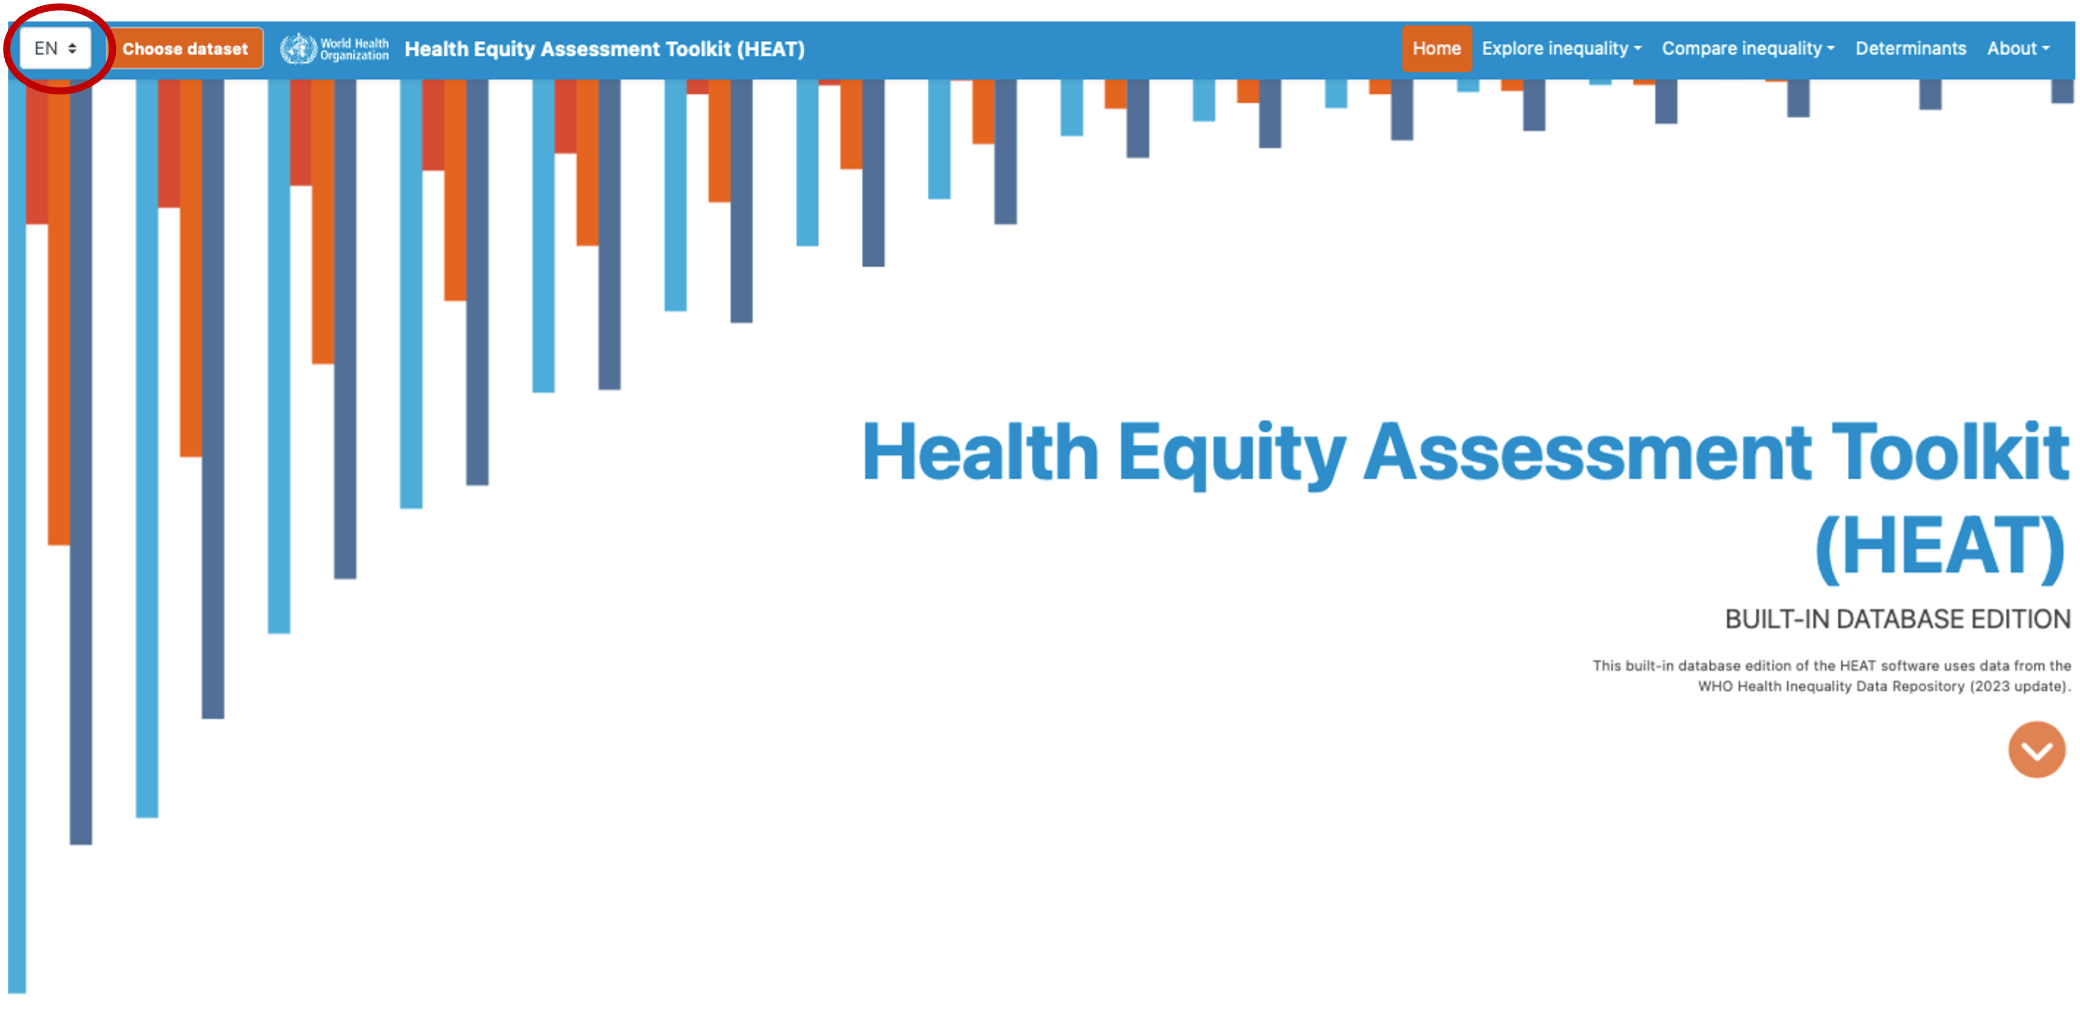 EN Choose dataset World Health Organization Health Equity Assessment Toolkit (HEAT) Home Explore inequality Compare inequality Determinants About
Health Equity Assessment Toolkit
(HEAT)
BUILT-IN DATABASE EDITION
This built-in database edition of the HEAT software uses data from the
WHO Health Inequality Data Repository (2023 update).